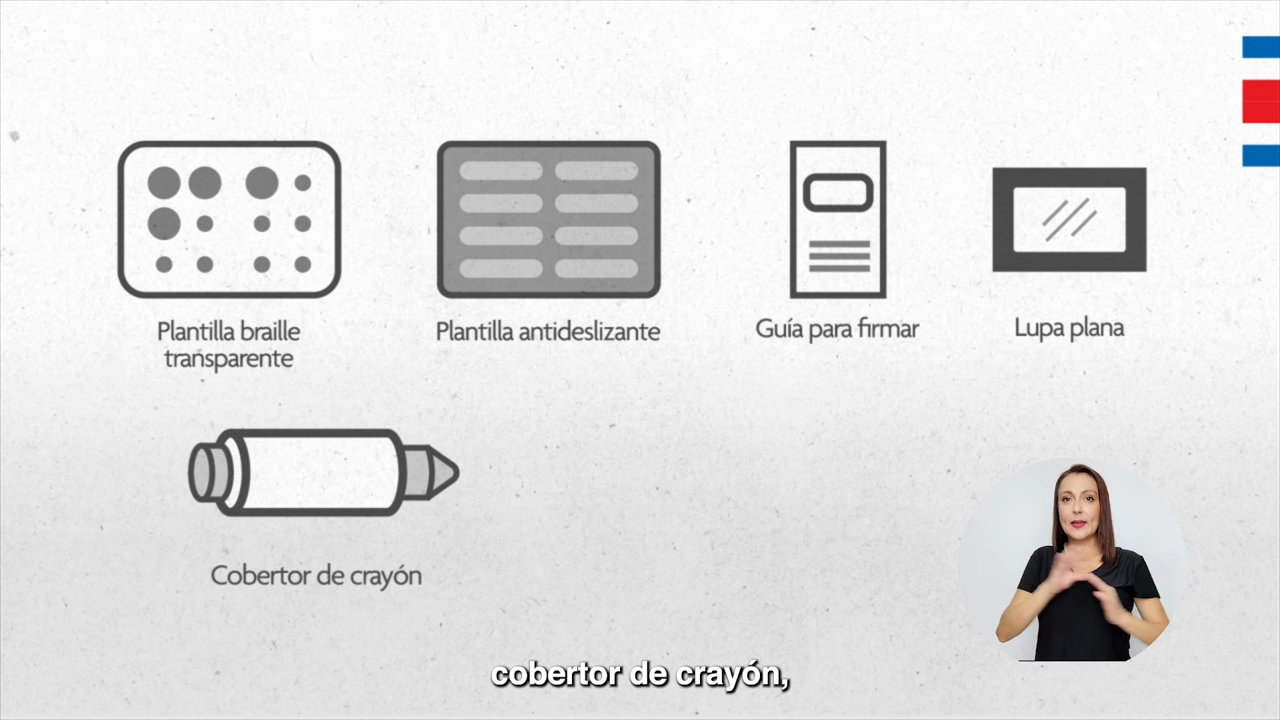 Plantilla braille
transparente
Plantilla antideslizante
Guía para firmar
Lupa plana
Cobertor de crayón
cobertor de crayón,